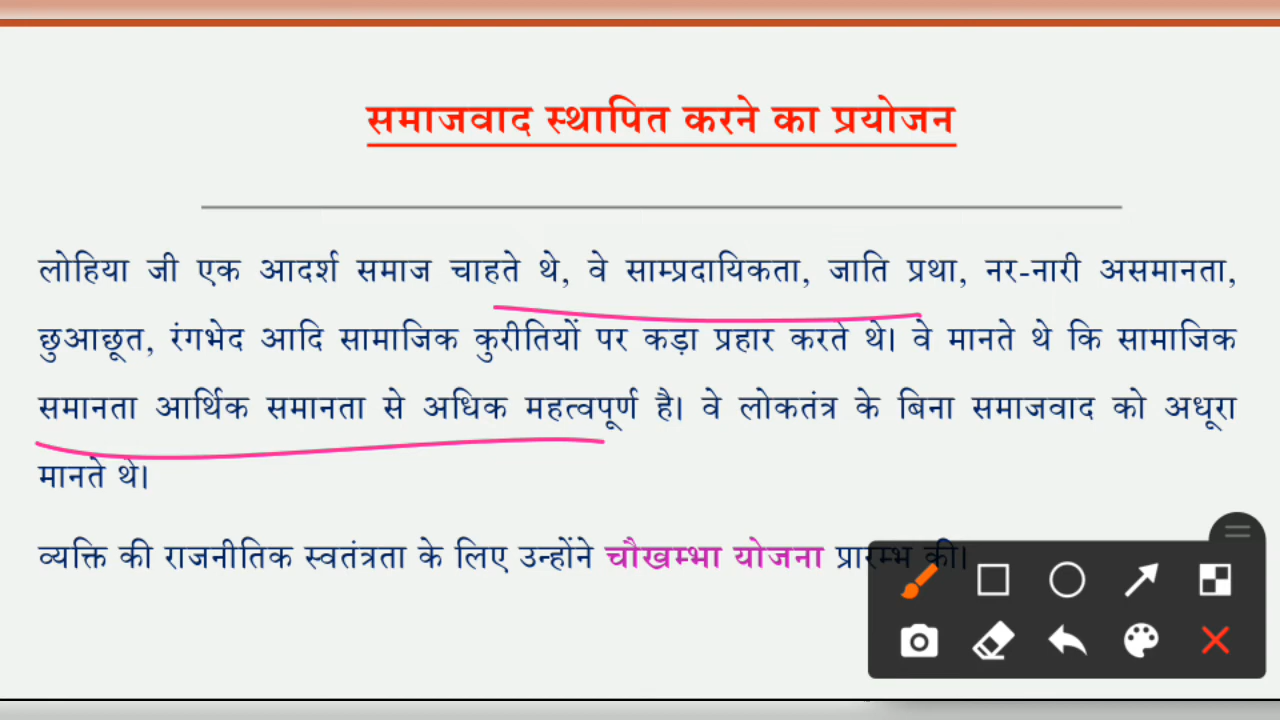 समाजवाद स्थापित करने का प्रयोजन
लोहिया जी एक आदर्श समाज चाहते थे, वे साम्प्रदायिकता, जाति प्रथा, नर-नारी असमानता,
छुआछूत, रंगभेद आदि सामाजिक कुरीतियों पर कड़ा प्रहार करते थे। वे मानते थे कि सामाजिक
समानता आर्थिक समानता से अधिक महत्वपूर्ण है। वे लोकतंत्र के बिना समाजवाद को अधूरा
मानते थे।
व्यक्ति की राजनीतिक स्वतंत्रता के लिए उन्होंने चौखम्भा योजना प्रारम्भ की।